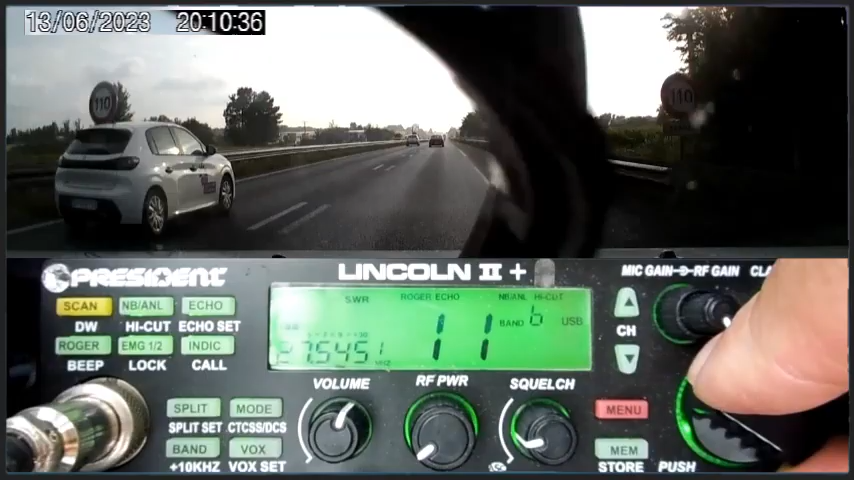 13/06/2023 20:10:36
110
110
PRESIDENT
LINCOLN II +
MIC GAIN RF GAIN CLA
SCAN NB/ANL ECHO
DW HI-CUT ECHO SET
ROGER EMG 1/2 INDIC
BEEP LOCK CALL
SWR ROGER ECHO NB/ANL HI-CUT
11 BAND b USB
27.545
CH
VOLUME RF PWR SQUELCH
SPLIT MODE
SPLIT SET CTCSS/DCS
BAND VOX
+10KHZ VOX SET
MENU
MEM
STORE PUSH